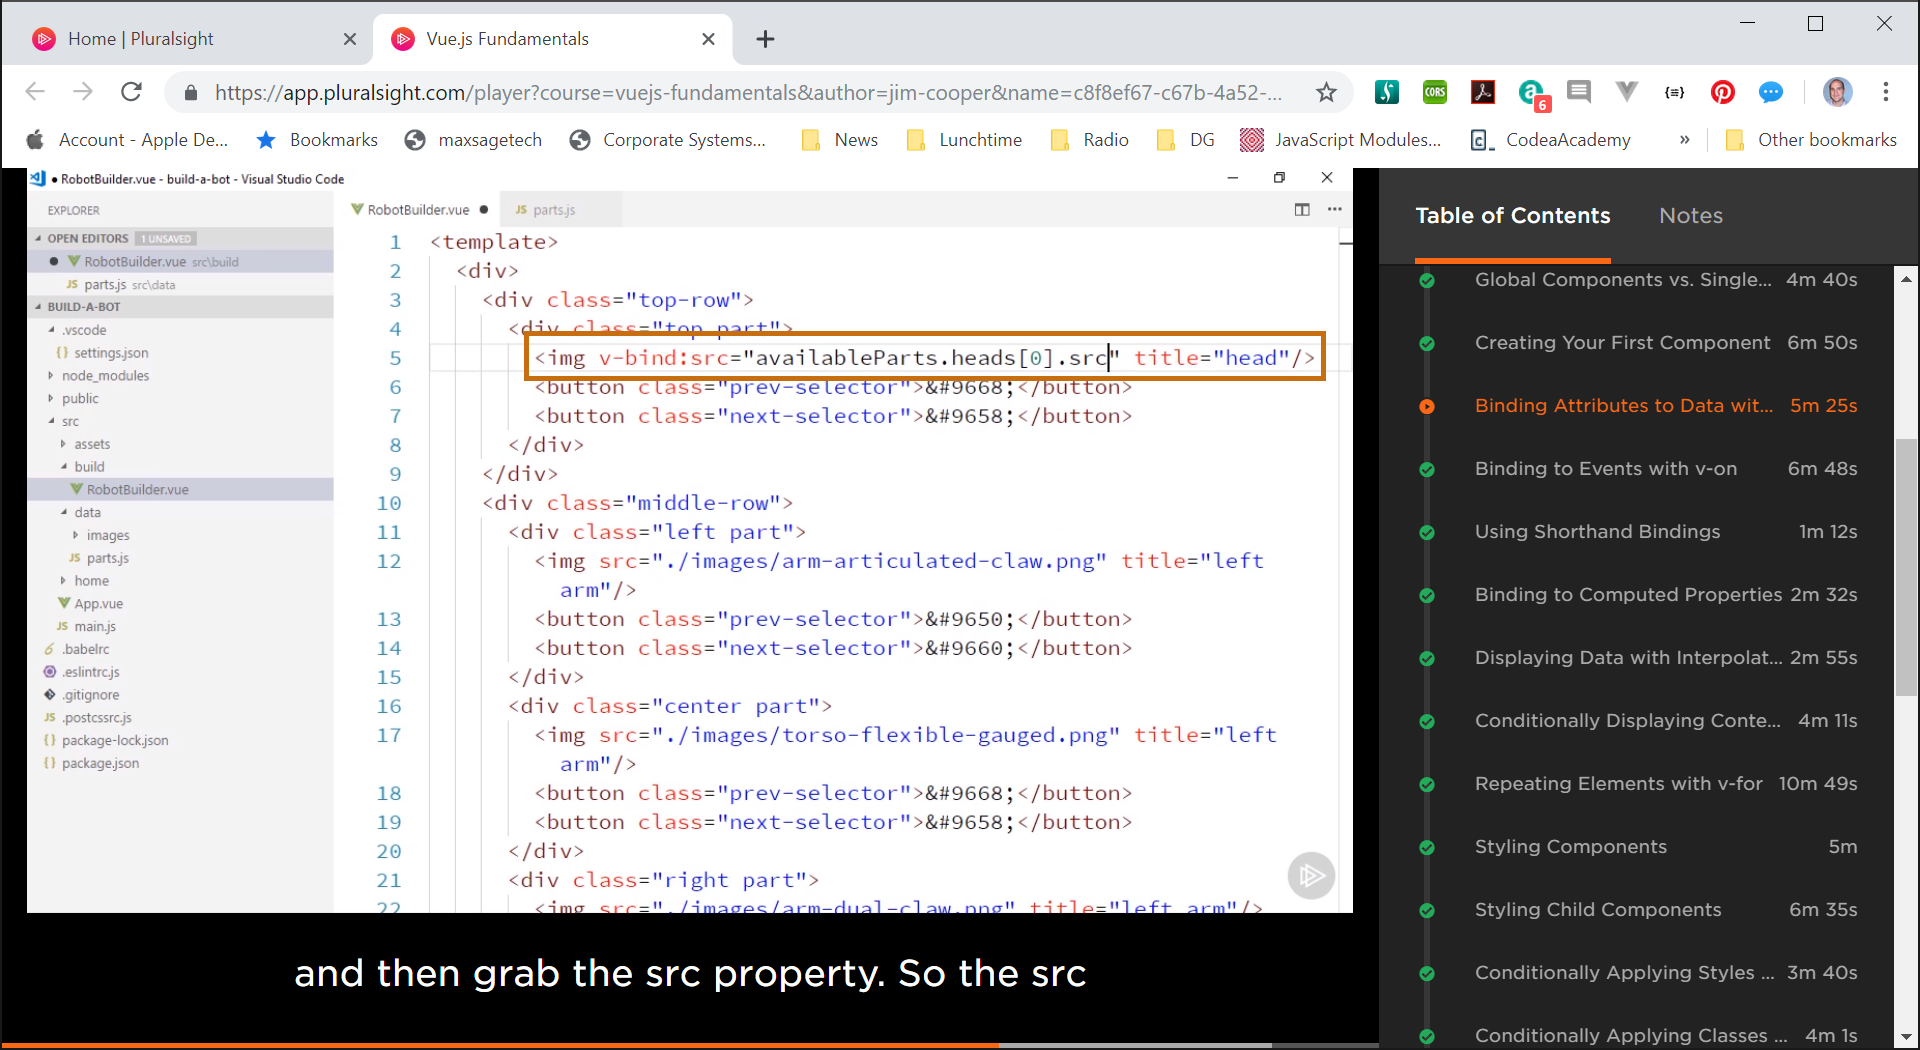 Home | Pluralsight
Vue.js Fundamentals
https://app.pluralsight.com/player?course=vuejs-fundamentals&author=jim-cooper&name=c8f8ef67-c67b-4a52-...
CORS
6
Account - Apple De...
Bookmarks
maxsagetech
Corporate Systems...
News
Lunchtime
Radio
DG
JavaScript Modules...
CodeaAcademy
»
Other bookmarks
● RobotBuilder.vue - build-a-bot - Visual Studio Code
EXPLORER
OPEN EDITORS 1 UNSAVED
RobotBuilder.vue src\build
JS parts.js src\data
BUILD-A-BOT
.vscode
{} settings.json
node_modules
public
src
assets
build
RobotBuilder.vue
data
images
JS parts.js
home
App.vue
JS main.js
.babelrc
.eslintrc.js
.gitignore
JS .postcssrc.js
{} package-lock.json
{} package.json
RobotBuilder.vue ●
JS parts.js
1 <template>
2 <div>
3 <div class="top-row">
4 <div class="top part">
5 <img v-bind:src="availableParts.heads[0].src" title="head"/>
6 <button class="prev-selector">&#9668;</button>
7 <button class="next-selector">&#9658;</button>
8 </div>
9 </div>
10 <div class="middle-row">
11 <div class="left part">
12 <img src="./images/arm-articulated-claw.png" title="left
arm"/>
13 <button class="prev-selector">&#9650;</button>
14 <button class="next-selector">&#9660;</button>
15 </div>
16 <div class="center part">
17 <img src="./images/torso-flexible-gauged.png" title="left
arm"/>
18 <button class="prev-selector">&#9668;</button>
19 <button class="next-selector">&#9658;</button>
20 </div>
21 <div class="right part">
22 <img src="./images/arm-dual-claw.png" title="left arm"/>
and then grab the src property. So the src
Table of Contents
Notes
Global Components vs. Single... 4m 40s
Creating Your First Component 6m 50s
Binding Attributes to Data wit... 5m 25s
Binding to Events with v-on 6m 48s
Using Shorthand Bindings 1m 12s
Binding to Computed Properties 2m 32s
Displaying Data with Interpolat... 2m 55s
Conditionally Displaying Conte... 4m 11s
Repeating Elements with v-for 10m 49s
Styling Components 5m
Styling Child Components 6m 35s
Conditionally Applying Styles ... 3m 40s
Conditionally Applying Classes ... 4m 1s